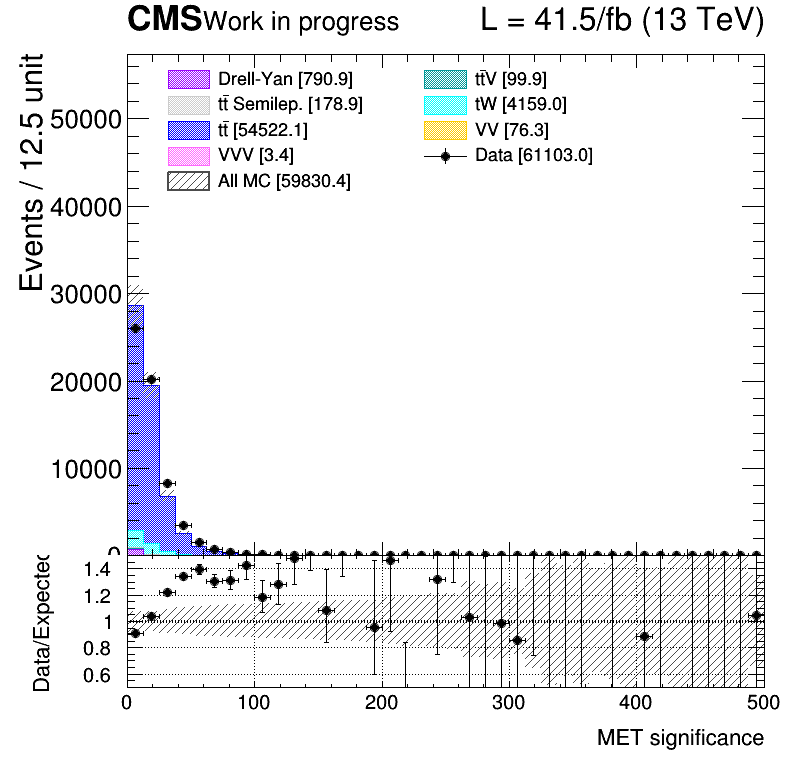 CMS Work in progress L = 41.5/fb (13 TeV)
Events / 12.5 unit
Drell-Yan [790.9]
tt̄ Semilep. [178.9]
tt̄ [54522.1]
VVV [3.4]
All MC [59830.4]
tt̄V [99.9]
tW [4159.0]
VV [76.3]
Data [61103.0]
50000
40000
30000
20000
10000
0
Data/Expected
1.4
1.2
1
0.8
0.6
0 100 200 300 400 500
MET significance